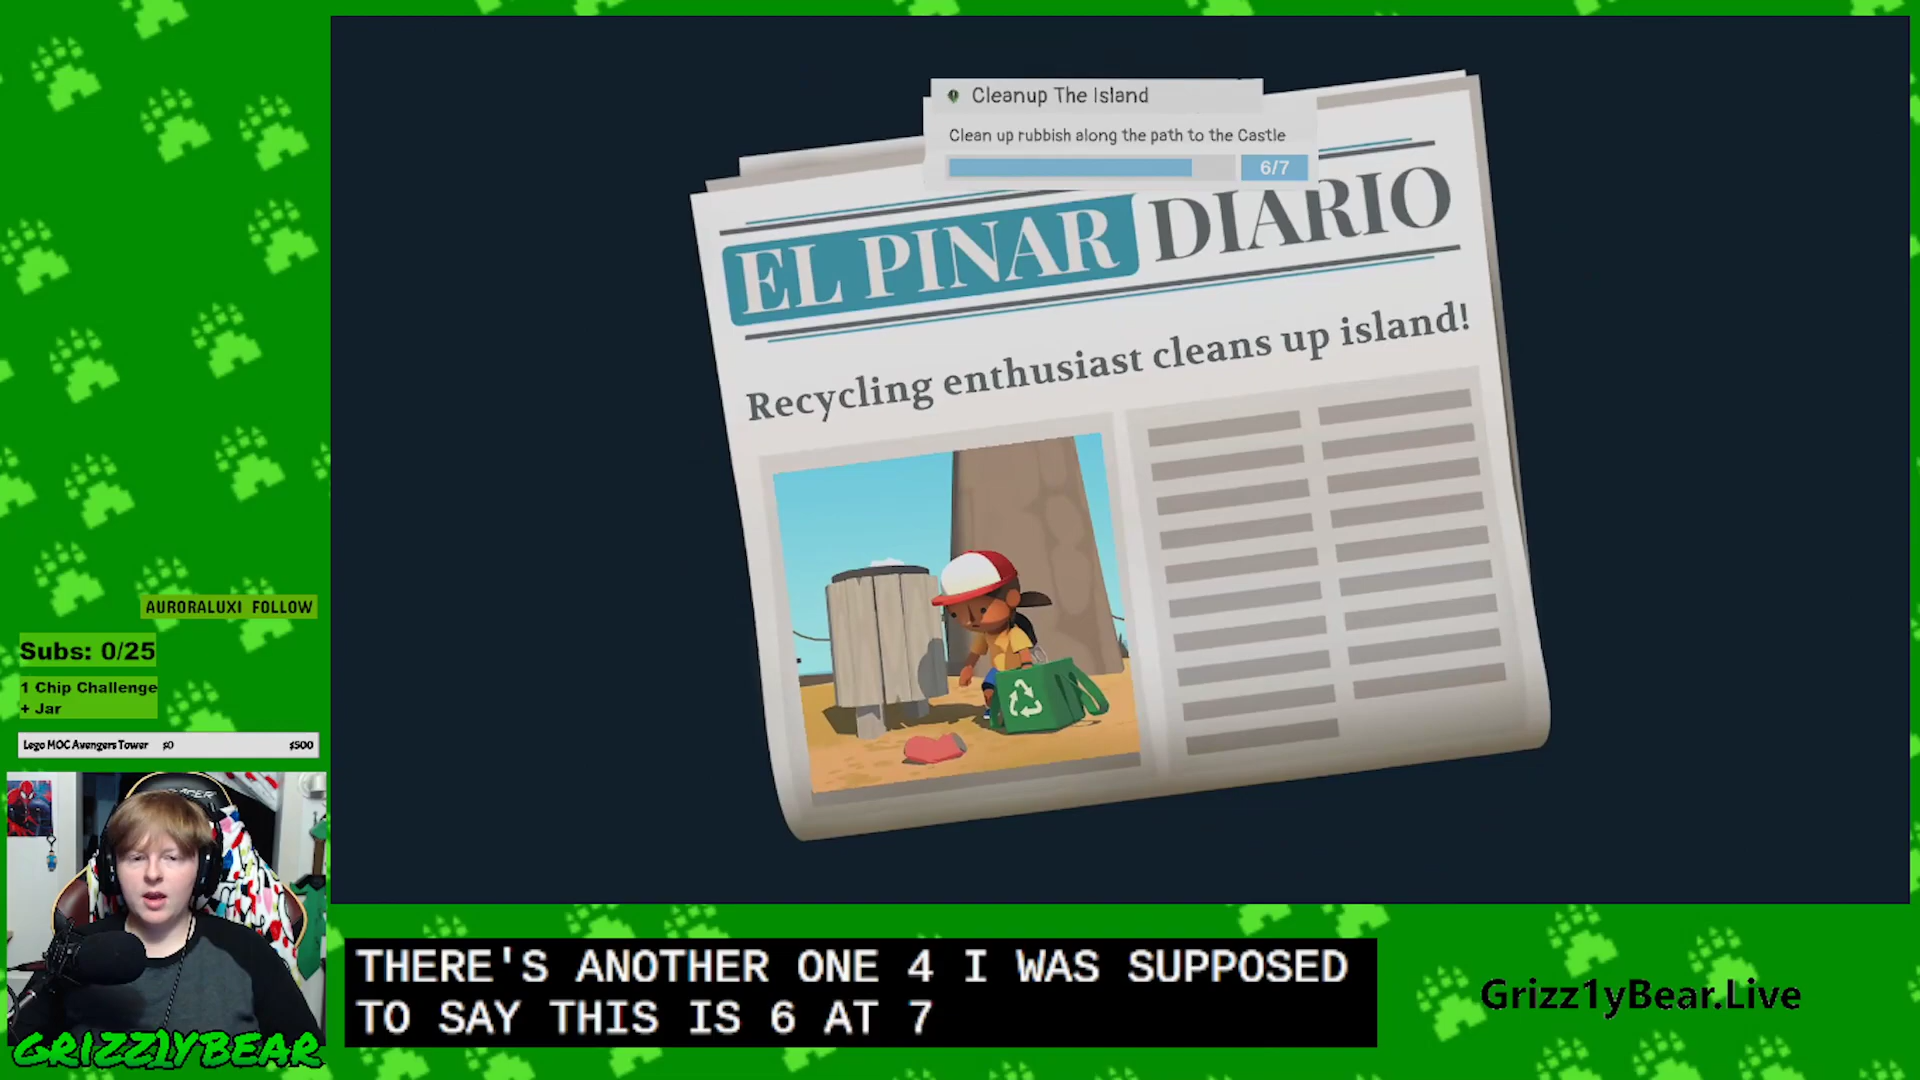 Cleanup The Island
Clean up rubbish along the path to the Castle
6/7
EL PINAR DIARIO
Recycling enthusiast cleans up island!
AURORALUXI FOLLOW
Subs: 0/25
1 Chip Challenge
+ Jar
Lego MOC Avengers Tower $0 $500
GRIZZ1YBEAR
THERE'S ANOTHER ONE 4 I WAS SUPPOSED
TO SAY THIS IS 6 AT 7
Grizz1yBear.Live